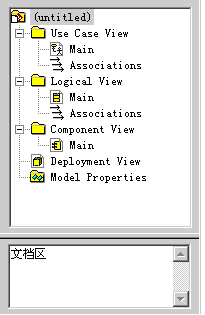 (untitled)
Use Case View
Main
Associations
Logical View
Main
Associations
Component View
Main
Deployment View
Model Properties
文档区